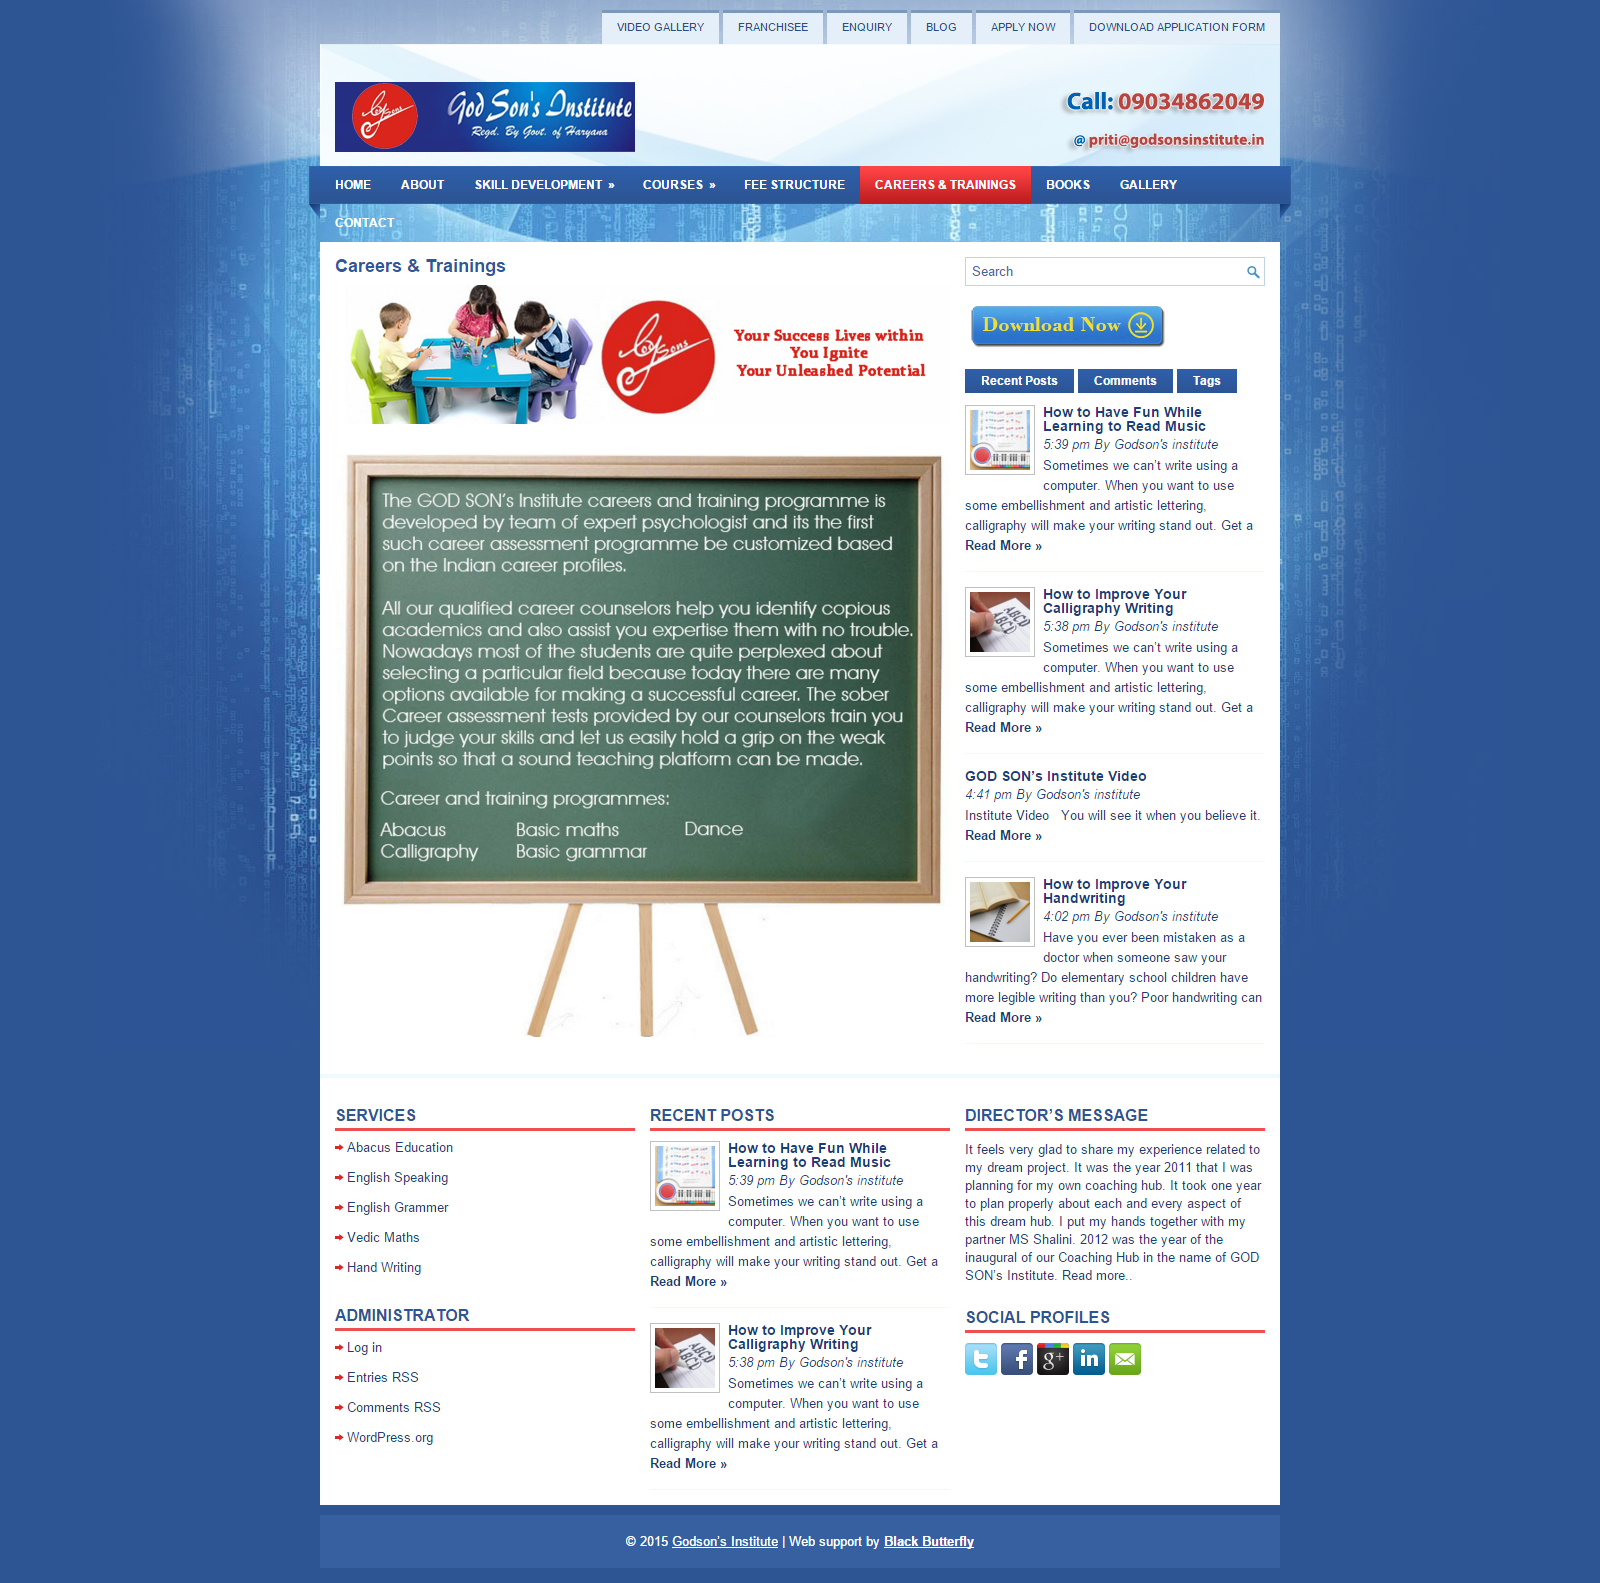 VIDEO GALLERY FRANCHISEE ENQUIRY BLOG APPLY NOW DOWNLOAD APPLICATION FORM
God Son's Institute
Regd. By Govt. of Haryana
Call: 09034862049
@ priti@godsonsinstitute.in
HOME ABOUT SKILL DEVELOPMENT » COURSES » FEE STRUCTURE CAREERS & TRAININGS BOOKS GALLERY
CONTACT
Careers & Trainings
Your Success Lives within
You Ignite
Your Unleashed Potential
The GOD SON's Institute careers and training programme is
developed by team of expert psychologist and its the first
such career assessment programme be customized based
on the Indian career profiles.
All our qualified career counselors help you identify copious
academics and also assist you expertise them with no trouble.
Nowadays most of the students are quite perplexed about
selecting a particular field because today there are many
options available for making a successful career. The sober
Career assessment tests provided by our counselors train you
to judge your skills and let us easily hold a grip on the weak
points so that a sound teaching platform can be made.
Career and training programmes:
Abacus Basic maths Dance
Calligraphy Basic grammar
Search
Download Now
Recent Posts Comments Tags
How to Have Fun While
Learning to Read Music
5:39 pm By Godson's institute
Sometimes we can't write using a
computer. When you want to use
some embellishment and artistic lettering,
calligraphy will make your writing stand out. Get a
Read More »
How to Improve Your
Calligraphy Writing
5:38 pm By Godson's institute
Sometimes we can't write using a
computer. When you want to use
some embellishment and artistic lettering,
calligraphy will make your writing stand out. Get a
Read More »
GOD SON's Institute Video
4:41 pm By Godson's institute
Institute Video You will see it when you believe it.
Read More »
How to Improve Your
Handwriting
4:02 pm By Godson's institute
Have you ever been mistaken as a
doctor when someone saw your
handwriting? Do elementary school children have
more legible writing than you? Poor handwriting can
Read More »
SERVICES
Abacus Education
English Speaking
English Grammer
Vedic Maths
Hand Writing
ADMINISTRATOR
Log in
Entries RSS
Comments RSS
WordPress.org
RECENT POSTS
How to Have Fun While
Learning to Read Music
5:39 pm By Godson's institute
Sometimes we can't write using a
computer. When you want to use
some embellishment and artistic lettering,
calligraphy will make your writing stand out. Get a
Read More »
How to Improve Your
Calligraphy Writing
5:38 pm By Godson's institute
Sometimes we can't write using a
computer. When you want to use
some embellishment and artistic lettering,
calligraphy will make your writing stand out. Get a
Read More »
DIRECTOR'S MESSAGE
It feels very glad to share my experience related to
my dream project. It was the year 2011 that I was
planning for my own coaching hub. It took one year
to plan properly about each and every aspect of
this dream hub. I put my hands together with my
partner MS Shalini. 2012 was the year of the
inaugural of our Coaching Hub in the name of GOD
SON's Institute. Read more..
SOCIAL PROFILES
© 2015 Godson's Institute | Web support by Black Butterfly